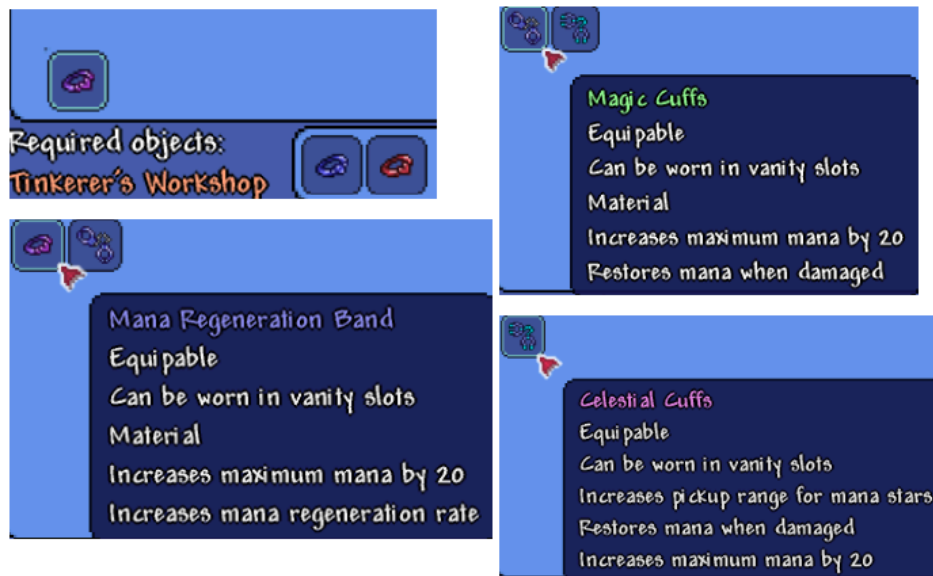 Required objects:
Tinkerer's Workshop
Mana Regeneration Band
Equipable
Can be worn in vanity slots
Material
Increases maximum mana by 20
Increases mana regeneration rate
Magic Cuffs
Equipable
Can be worn in vanity slots
Material
Increases maximum mana by 20
Restores mana when damaged
Celestial Cuffs
Equipable
Can be worn in vanity slots
Increases pickup range for mana stars
Restores mana when damaged
Increases maximum mana by 20